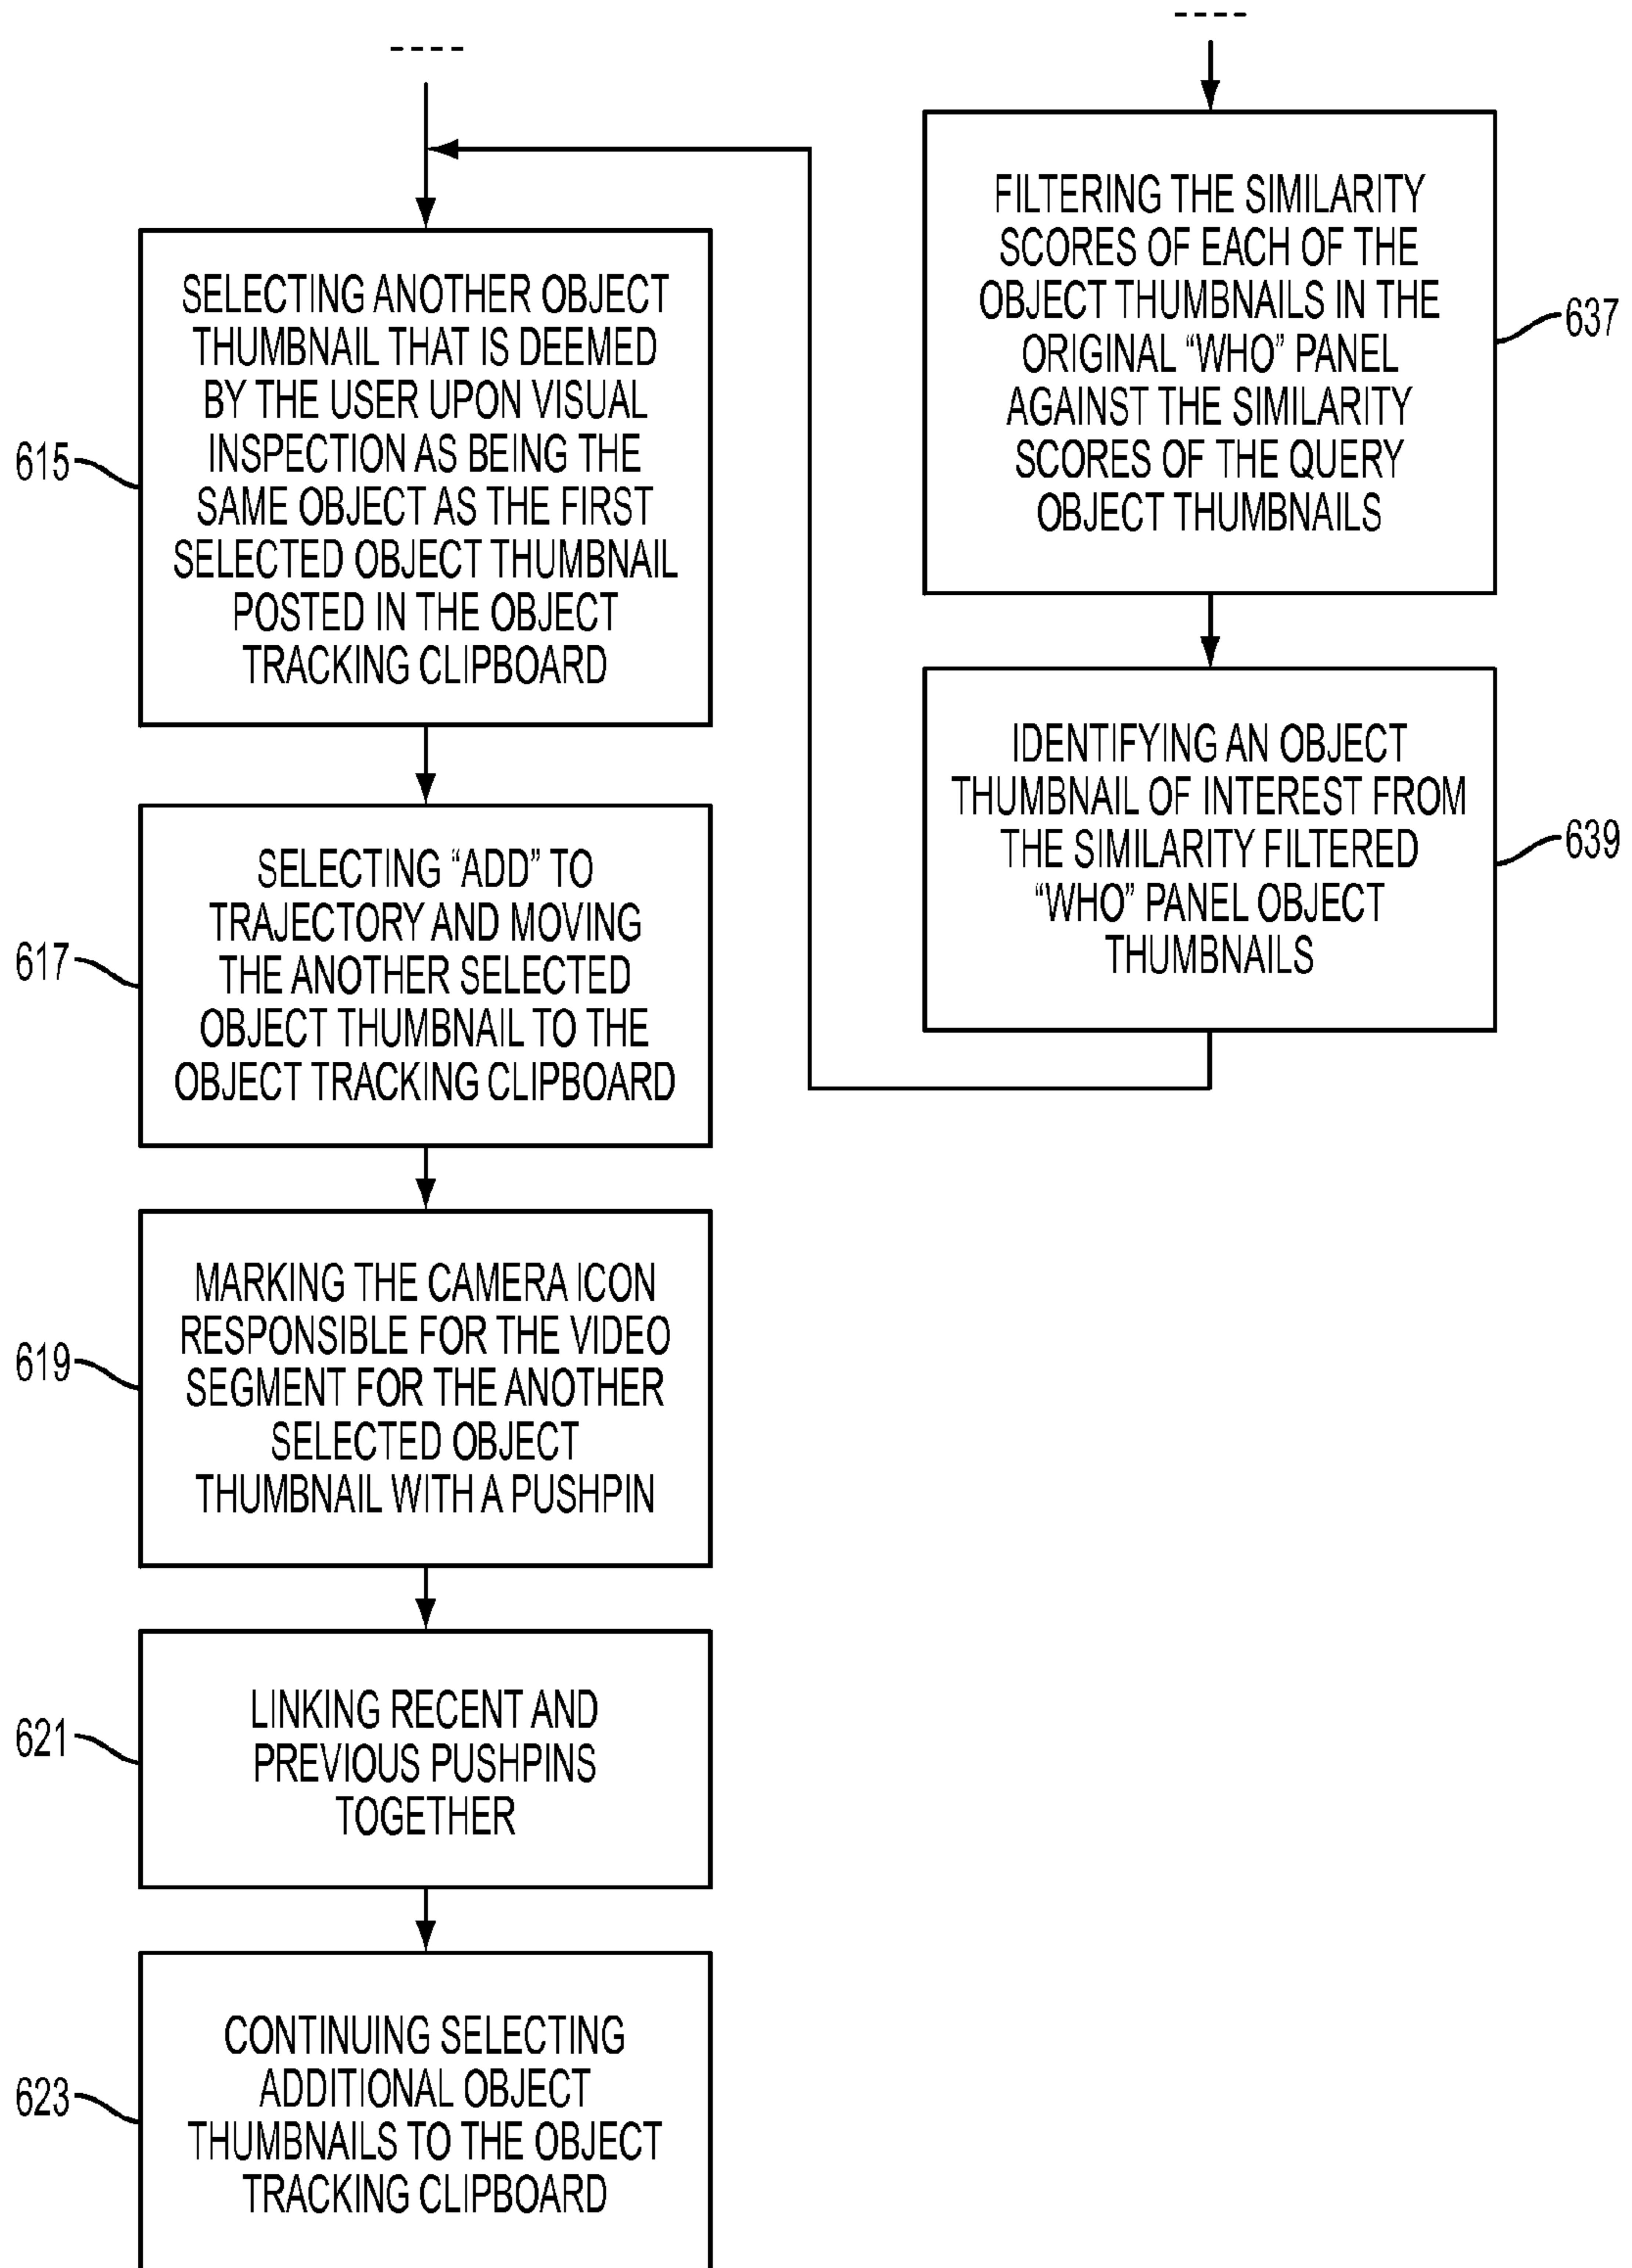 SELECTING ANOTHER OBJECT
THUMBNAIL THAT IS DEEMED
BY THE USER UPON VISUAL
INSPECTION AS BEING THE
SAME OBJECT AS THE FIRST
SELECTED OBJECT THUMBNAIL
POSTED IN THE OBJECT
TRACKING CLIPBOARD
615
SELECTING “ADD” TO
TRAJECTORY AND MOVING
THE ANOTHER SELECTED
OBJECT THUMBNAIL TO THE
OBJECT TRACKING CLIPBOARD
617
MARKING THE CAMERA ICON
RESPONSIBLE FOR THE VIDEO
SEGMENT FOR THE ANOTHER
SELECTED OBJECT
THUMBNAIL WITH A PUSHPIN
619
LINKING RECENT AND
PREVIOUS PUSHPINS
TOGETHER
621
CONTINUING SELECTING
ADDITIONAL OBJECT
THUMBNAILS TO THE OBJECT
TRACKING CLIPBOARD
623
FILTERING THE SIMILARITY
SCORES OF EACH OF THE
OBJECT THUMBNAILS IN THE
ORIGINAL “WHO” PANEL
AGAINST THE SIMILARITY
SCORES OF THE QUERY
OBJECT THUMBNAILS
637
IDENTIFYING AN OBJECT
THUMBNAIL OF INTEREST FROM
THE SIMILARITY FILTERED
“WHO” PANEL OBJECT
THUMBNAILS
639